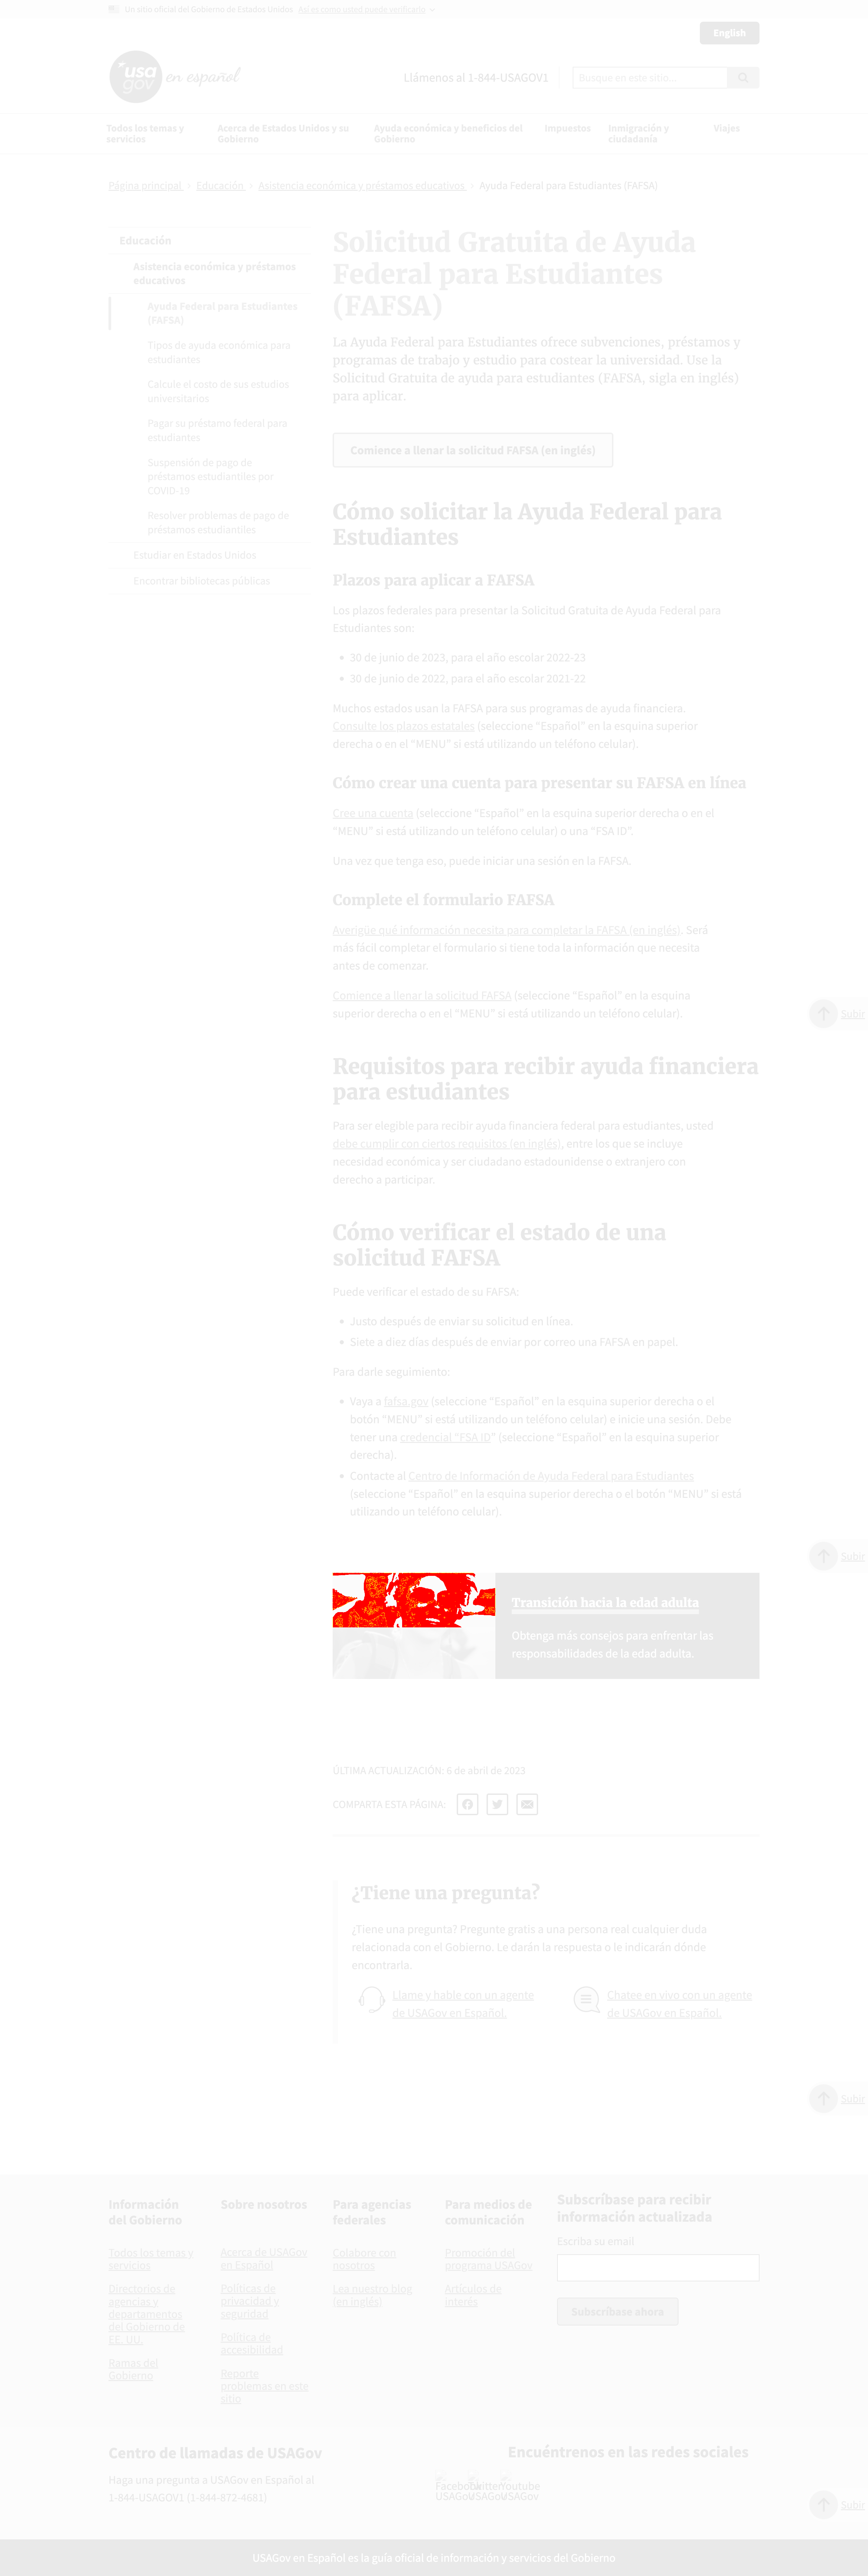 Un sitio oficial del Gobierno de Estados Unidos Así es como usted puede verificarlo
English
usa
gov
en español
Llámenos al 1-844-USAGOV1
Busque en este sitio...
Todos los temas y
servicios
Acerca de Estados Unidos y su
Gobierno
Ayuda económica y beneficios del
Gobierno
Impuestos
Inmigración y
ciudadanía
Viajes
Página principal
Educación
Asistencia económica y préstamos educativos
Ayuda Federal para Estudiantes (FAFSA)
Educación
Asistencia económica y préstamos
educativos
Ayuda Federal para Estudiantes
(FAFSA)
Tipos de ayuda económica para
estudiantes
Calcule el costo de sus estudios
universitarios
Pagar su préstamo federal para
estudiantes
Suspensión de pago de
préstamos estudiantiles por
COVID-19
Resolver problemas de pago de
préstamos estudiantiles
Estudiar en Estados Unidos
Encontrar bibliotecas públicas
Solicitud Gratuita de Ayuda
Federal para Estudiantes
(FAFSA)
La Ayuda Federal para Estudiantes ofrece subvenciones, préstamos y
programas de trabajo y estudio para costear la universidad. Use la
Solicitud Gratuita de ayuda para estudiantes (FAFSA, sigla en inglés)
para aplicar.
Comience a llenar la solicitud FAFSA (en inglés)
Cómo solicitar la Ayuda Federal para
Estudiantes
Plazos para aplicar a FAFSA
Los plazos federales para presentar la Solicitud Gratuita de Ayuda Federal para
Estudiantes son:
30 de junio de 2023, para el año escolar 2022-23
30 de junio de 2022, para el año escolar 2021-22
Muchos estados usan la FAFSA para sus programas de ayuda financiera.
Consulte los plazos estatales (seleccione “Español” en la esquina superior
derecha o en el “MENU” si está utilizando un teléfono celular).
Cómo crear una cuenta para presentar su FAFSA en línea
Cree una cuenta (seleccione “Español” en la esquina superior derecha o en el
“MENU” si está utilizando un teléfono celular) o una “FSA ID”.
Una vez que tenga eso, puede iniciar una sesión en la FAFSA.
Complete el formulario FAFSA
Averigüe qué información necesita para completar la FAFSA (en inglés). Será
más fácil completar el formulario si tiene toda la información que necesita
antes de comenzar.
Comience a llenar la solicitud FAFSA (seleccione “Español” en la esquina
superior derecha o en el “MENU” si está utilizando un teléfono celular).
Subir
Requisitos para recibir ayuda financiera
para estudiantes
Para ser elegible para recibir ayuda financiera federal para estudiantes, usted
debe cumplir con ciertos requisitos (en inglés), entre los que se incluye
necesidad económica y ser ciudadano estadounidense o extranjero con
derecho a participar.
Cómo verificar el estado de una
solicitud FAFSA
Puede verificar el estado de su FAFSA:
Justo después de enviar su solicitud en línea.
Siete a diez días después de enviar por correo una FAFSA en papel.
Para darle seguimiento:
Vaya a fafsa.gov (seleccione “Español” en la esquina superior derecha o el
botón “MENU” si está utilizando un teléfono celular) e inicie una sesión. Debe
tener una credencial “FSA ID” (seleccione “Español” en la esquina superior
derecha).
Contacte al Centro de Información de Ayuda Federal para Estudiantes
(seleccione “Español” en la esquina superior derecha o el botón “MENU” si está
utilizando un teléfono celular).
Subir
Transición hacia la edad adulta
Obtenga más consejos para enfrentar las
responsabilidades de la edad adulta.
ÚLTIMA ACTUALIZACIÓN: 6 de abril de 2023
COMPARTA ESTA PÁGINA:
¿Tiene una pregunta?
¿Tiene una pregunta? Pregunte gratis a una persona real cualquier duda
relacionada con el Gobierno. Le darán la respuesta o le indicarán dónde
encontrarla.
Llame y hable con un agente
de USAGov en Español.
Chatee en vivo con un agente
de USAGov en Español.
Subir
Información
del Gobierno
Todos los temas y
servicios
Directorios de
agencias y
departamentos
del Gobierno de
EE. UU.
Ramas del
Gobierno
Sobre nosotros
Acerca de USAGov
en Español
Políticas de
privacidad y
seguridad
Política de
accesibilidad
Reporte
problemas en este
sitio
Para agencias
federales
Colabore con
nosotros
Lea nuestro blog
(en inglés)
Para medios de
comunicación
Promoción del
programa USAGov
Artículos de
interés
Subscríbase para recibir
información actualizada
Escriba su email
Subscríbase ahora
Centro de llamadas de USAGov
Haga una pregunta a USAGov en Español al
1-844-USAGOV1 (1-844-872-4681)
Encuéntrenos en las redes sociales
Facebook
USAGov
Twitter
USAGov
Youtube
USAGov
Subir
USAGov en Español es la guía oficial de información y servicios del Gobierno